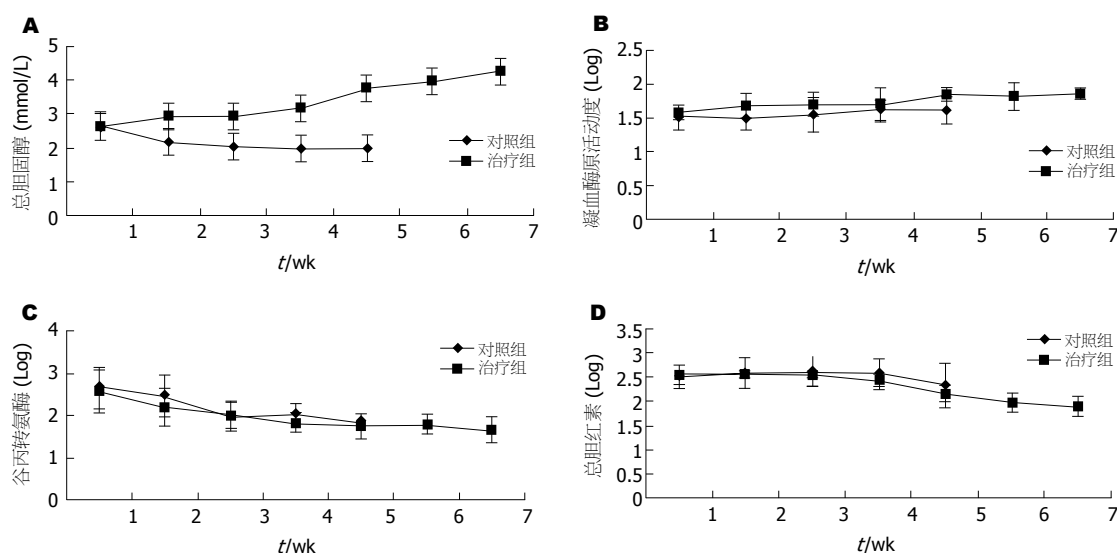 A
总胆固醇 (mmol/L)
5
4
3
2
1
0
对照组
治疗组
1 2 3 4 5 6 7
t/wk
B
凝血酶原活动度 (Log)
2.5
2
1.5
1
0.5
0
对照组
治疗组
1 2 3 4 5 6 7
t/wk
C
谷丙转氨酶 (Log)
4
3
2
1
0
对照组
治疗组
1 2 3 4 5 6 7
t/wk
D
总胆红素 (Log)
3.5
3
2.5
2
1.5
1
0.5
0
对照组
治疗组
1 2 3 4 5 6 7
t/wk